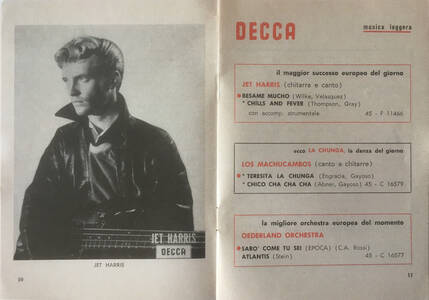 JET HARRIS
DECCA
JET HARRIS
10
DECCA
musica leggera
il maggior successo europeo del giorno
JET HARRIS (chitarra e canto)
* BESAME MUCHO (Wilke, Velasquez)
* CHILLS AND FEVER (Thompson, Gray)
con accomp. strumentale 45 - F 11466
ecco LA CHUNGA, la danza del giorno
LOS MACHUCAMBOS (canto e chitarre)
* TERESITA LA CHUNGA (Engracia, Gayoso)
* CHICO CHA CHA CHA (Abner, Gayoso) 45 - C 16579
la migliore orchestra europea del momento
OEDERLAND ORCHESTRA
* SARO' COME TU SEI (EPOCA) (C.A. Rossi)
ATLANTIS (Stein) 45 - C 16577
11